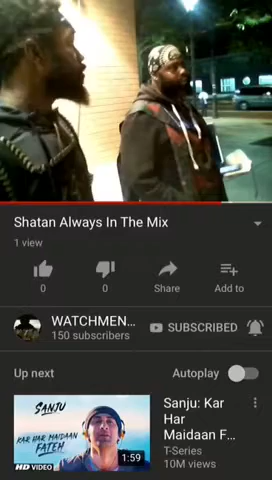 Shatan Always In The Mix
1 view
0
0
Share
Add to
WATCHMEN...
150 subscribers
SUBSCRIBED
Up next
Autoplay
SANJU
KAR HAR MAIDAAN
FATEH
HD VIDEO
1:59
Sanju: Kar
Har
Maidaan F...
T-Series
10M views